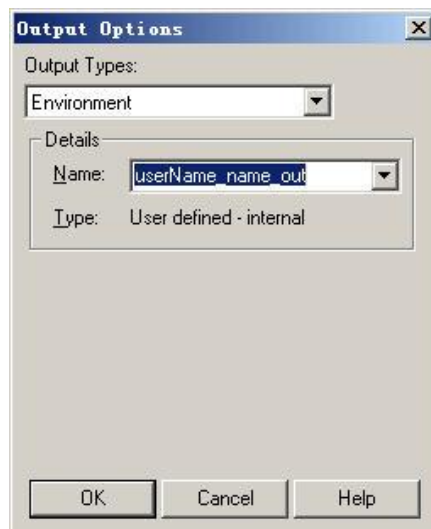 Output Options
Output Types:
Environment
Details
Name: userName_name_out
Type: User defined - internal
OK Cancel Help